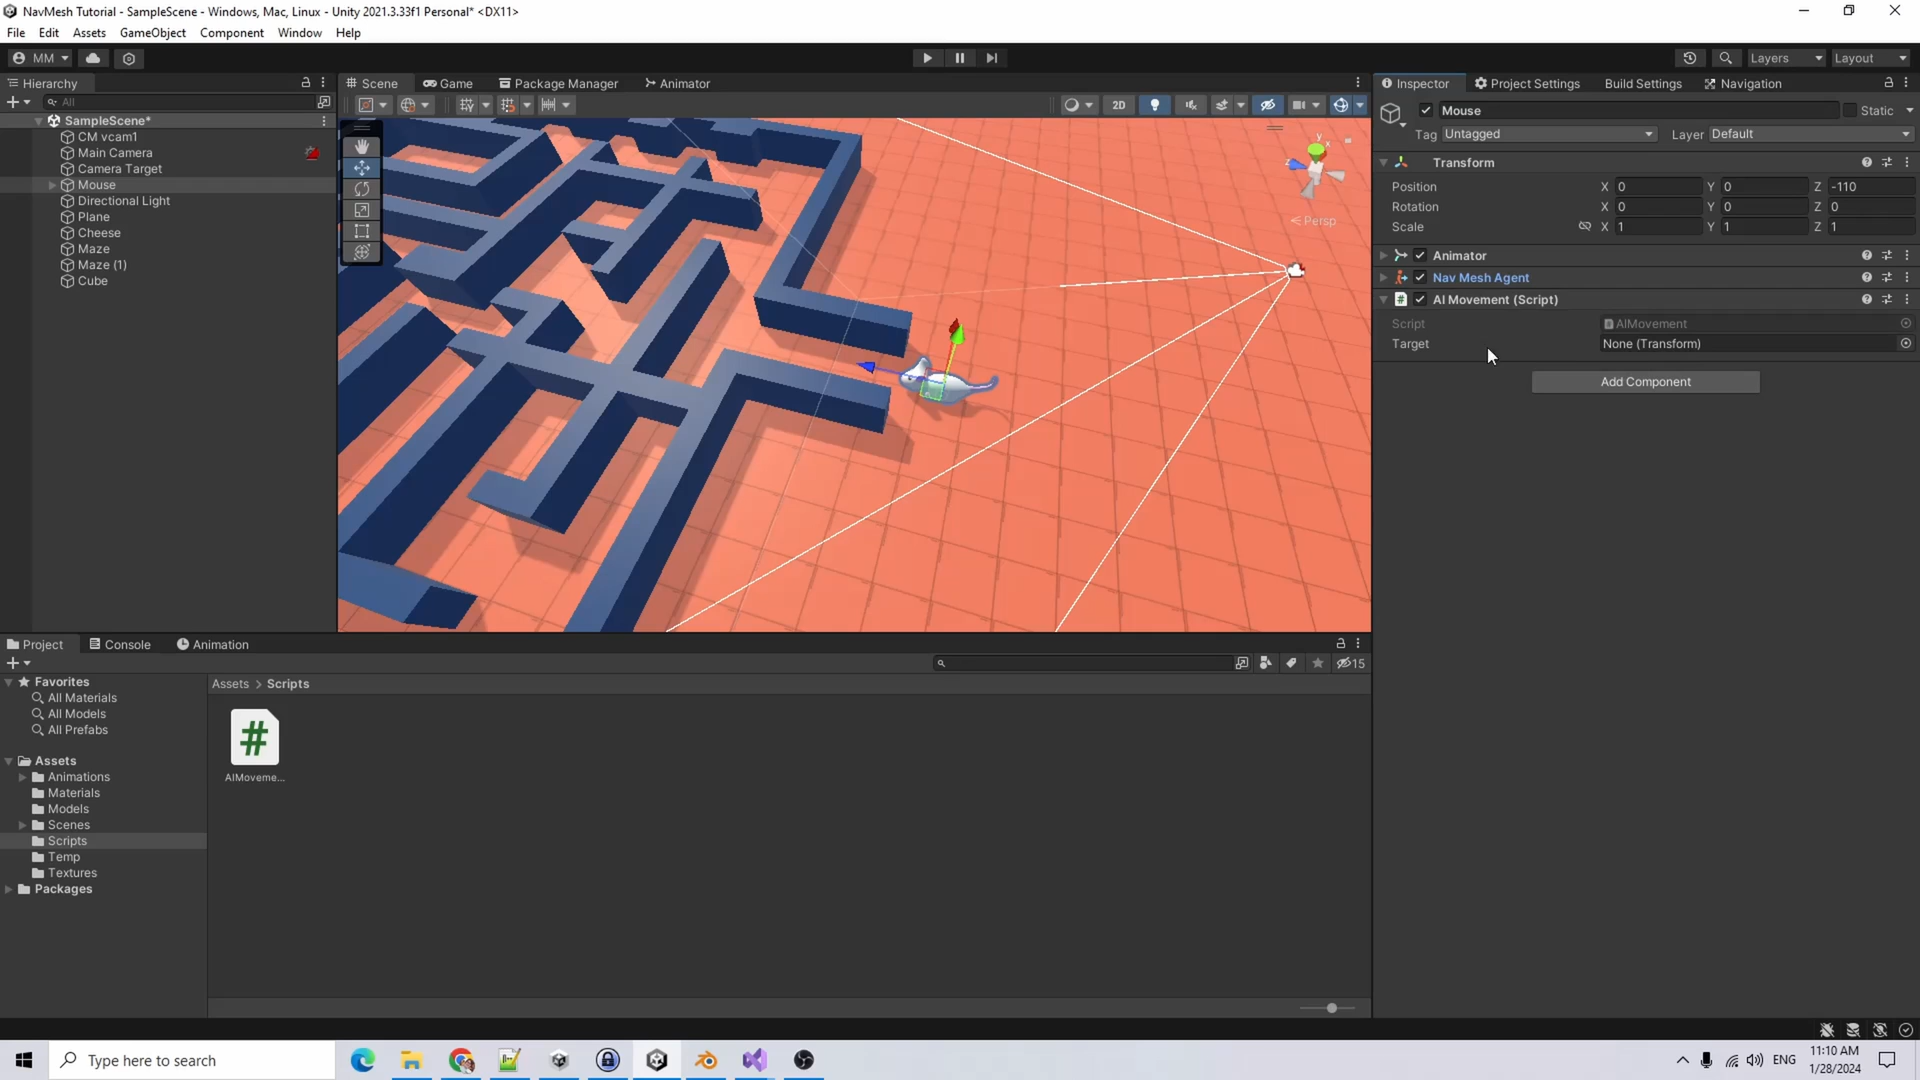 NavMesh Tutorial - SampleScene - Windows, Mac, Linux - Unity 2021.3.33f1 Personal* <DX11>
File Edit Assets GameObject Component Window Help
MM
Layers
Layout
Hierarchy
All
SampleScene*
CM vcam1
Main Camera
Camera Target
Mouse
Directional Light
Plane
Cheese
Maze
Maze (1)
Cube
Scene
Game
Package Manager
Animator
2D
y
x
z
< Persp
Inspector
Project Settings
Build Settings
Navigation
Mouse
Static
Tag Untagged
Layer Default
Transform
Position X 0 Y 0 Z -110
Rotation X 0 Y 0 Z 0
Scale X 1 Y 1 Z 1
Animator
Nav Mesh Agent
# AI Movement (Script)
Script AIMovement
Target None (Transform)
Add Component
Project
Console
Animation
15
Favorites
All Materials
All Models
All Prefabs
Assets
Animations
Materials
Models
Scenes
Scripts
Temp
Textures
Packages
Assets > Scripts
#
AIMoveme...
Type here to search
ENG
11:10 AM
1/28/2024